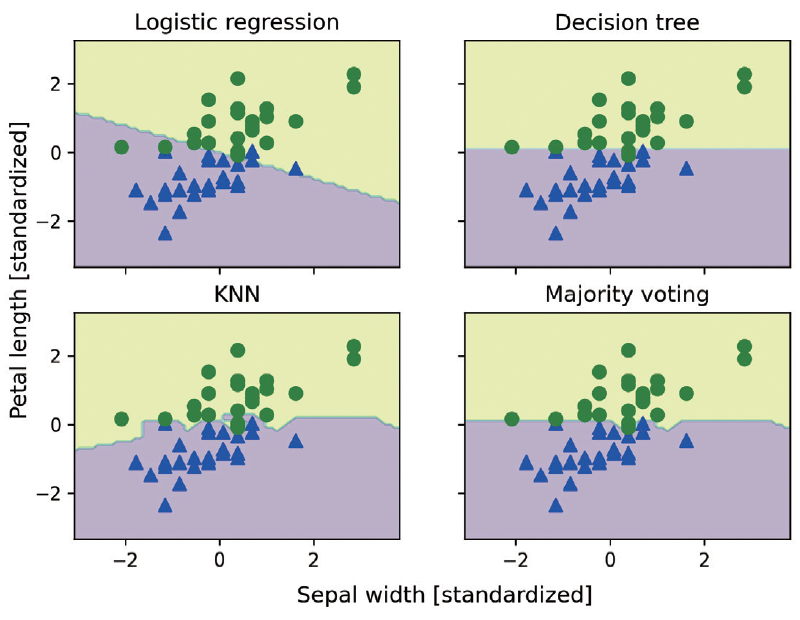 Logistic regression
Decision tree
2
0
−2
KNN
Majority voting
2
0
−2
−2 0 2
−2 0 2
Petal length [standardized]
Sepal width [standardized]